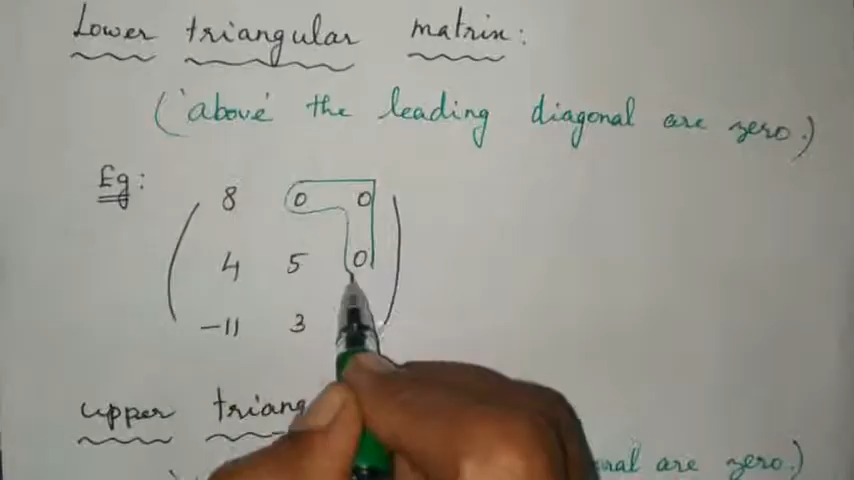 Lower triangular matrix:
('above' the leading diagonal are zero.)
Eg:
8 0 0
4 5 0
-11 3
upper
are zero.)